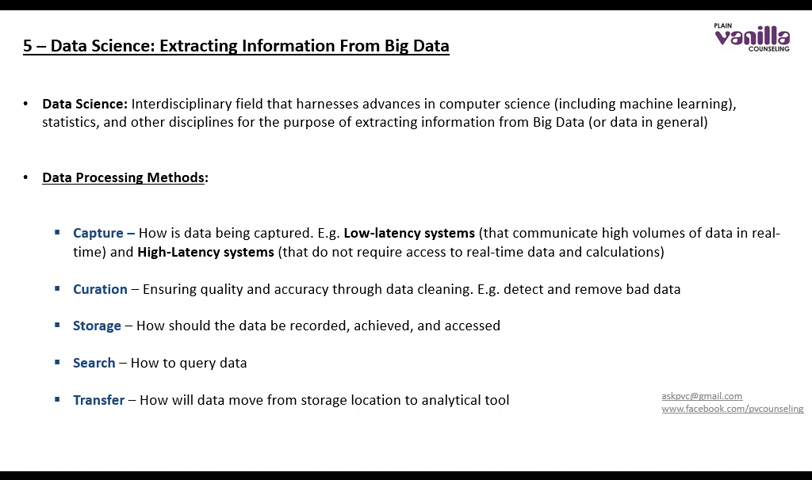 PLAIN
vanilla
COUNSELING
5 – Data Science: Extracting Information From Big Data
• Data Science: Interdisciplinary field that harnesses advances in computer science (including machine learning),
statistics, and other disciplines for the purpose of extracting information from Big Data (or data in general)
• Data Processing Methods:
▪ Capture – How is data being captured. E.g. Low-latency systems (that communicate high volumes of data in real-
time) and High-Latency systems (that do not require access to real-time data and calculations)
▪ Curation – Ensuring quality and accuracy through data cleaning. E.g. detect and remove bad data
▪ Storage – How should the data be recorded, achieved, and accessed
▪ Search – How to query data
▪ Transfer – How will data move from storage location to analytical tool
askpvc@gmail.com
www.facebook.com/pvcounseling